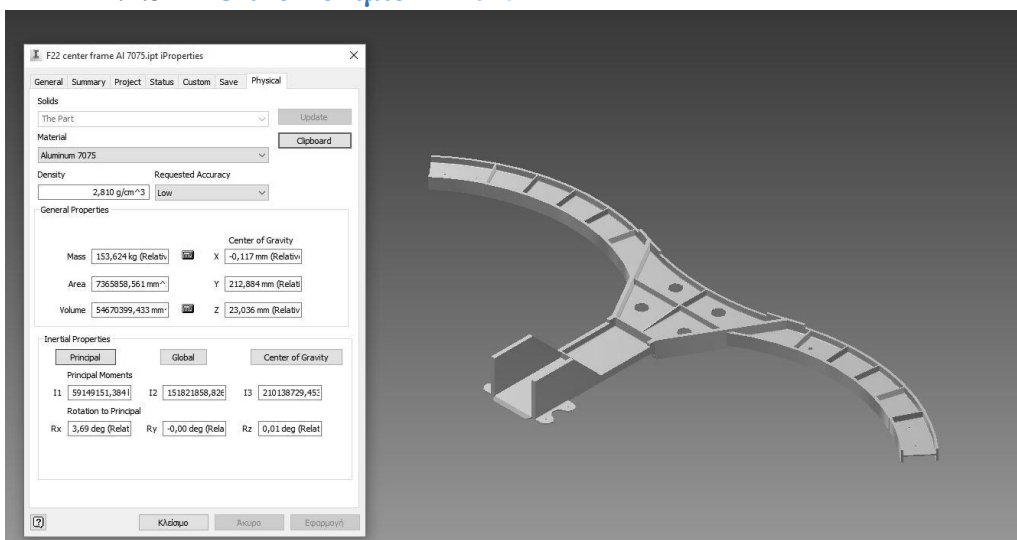 F22 center frame Al 7075.ipt iProperties
General Summary Project Status Custom Save Physical
Solids
The Part
Update
Material
Clipboard
Aluminum 7075
Density Requested Accuracy
2,810 g/cm^3 Low
General Properties
Center of Gravity
Mass 153,624 kg (Relativ X -0,117 mm (Relative
Area 7365858,561 mm^ Y 212,884 mm (Relati
Volume 54670399,433 mm Z 23,036 mm (Relativ
Inertial Properties
Principal Global Center of Gravity
Principal Moments
I1 59149151,384 I2 151821858,826 I3 210138729,453
Rotation to Principal
Rx 3,69 deg (Relat Ry -0,00 deg (Rela Rz 0,01 deg (Relat
Κλείσιμο Άκυρο Εφαρμογή